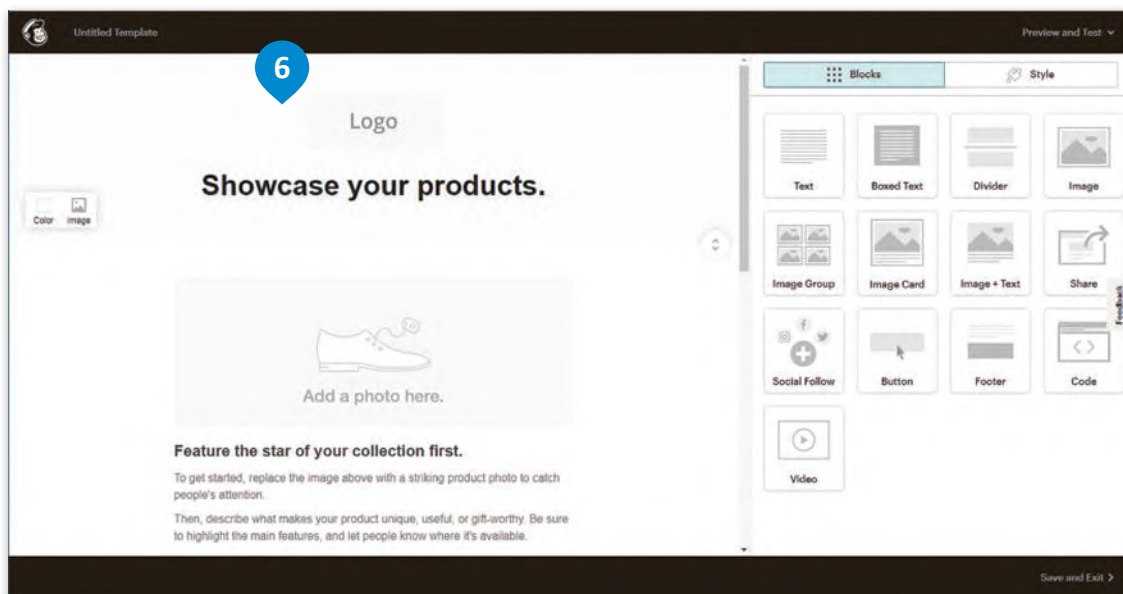 Untitled Template
Preview and Test
6
Logo
Showcase your products.
Color Image
Add a photo here.
Feature the star of your collection first.
To get started, replace the image above with a striking product photo to catch
people's attention.
Then, describe what makes your product unique, useful, or gift-worthy. Be sure
to highlight the main features, and let people know where it's available.
Blocks Style
Text Boxed Text Divider Image
Image Group Image Card Image + Text Share
Feedback
Social Follow Button Footer Code
Video
Save and Exit